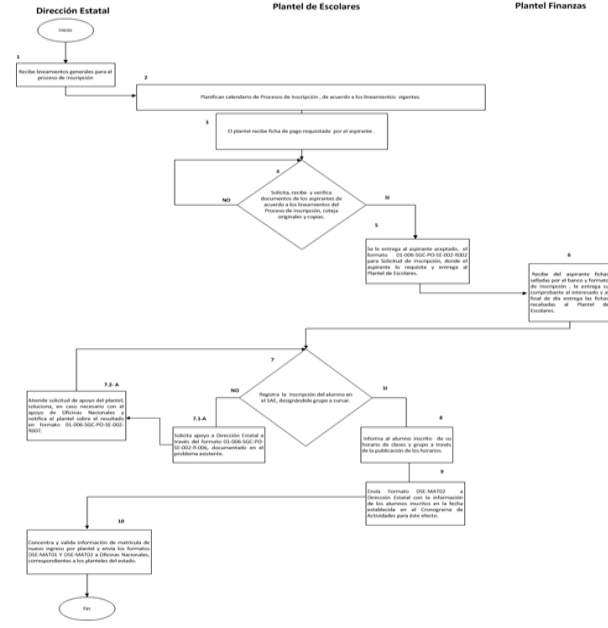 Dirección Estatal
Plantel de Escolares
Plantel Finanzas
Inicio
1
Recibe lineamientos generales para el
proceso de inscripción
2
Planifican calendario de Procesos de Inscripción , de acuerdo a los lineamientos vigentes.
3
El plantel recibe ficha de pago requisitada por el aspirante .
4
Solicita, recibe y verifica
documentos de los aspirantes de
acuerdo a los lineamientos del
Proceso de inscripción, coteja
originales y copias.
NO
SI
5
Se le entrega al aspirante aceptado, el
formato 01-006-SGC-PO-SE-002-R002
para Solicitud de Inscripción, donde el
aspirante lo requisita y entrega al
Plantel de Escolares.
6
Recibe del aspirante fichas
selladas por el banco y formato
de inscripción , le entrega su
comprobante al interesado y al
final de día entrega las fichas
recabadas al Plantel de
Escolares.
7
Registra la inscripción del alumno en
el SAC, designándole grupo a cursar.
NO
SI
7.2- A
Atiende solicitud de apoyo del plantel,
soluciona, en caso necesario con el
apoyo de Oficinas Nacionales y
notifica el plantel sobre el resultado
en formato 01-006-SGC-PO-SE-002-
R007.
7.1-A
Solicita apoyo a Dirección Estatal a
través del formato 01-006-SGC-PO-
SE-002-R-006, documentado en el
problema existente.
8
Informa al alumno inscrito de su
horario de clases y grupo a través
de la publicación de los horarios.
9
Envía Formato DSE-MAT02 a
Dirección Estatal con la información
de los alumnos inscritos en la fecha
establecida en el Cronograma de
Actividades para éste efecto.
10
Concentra y valida información de matrícula de
nuevo ingreso por plantel y envía los formatos
DSE-MAT01 Y DSE-MAT02 a Oficinas Nacionales,
correspondientes a los planteles del estado.
Fin